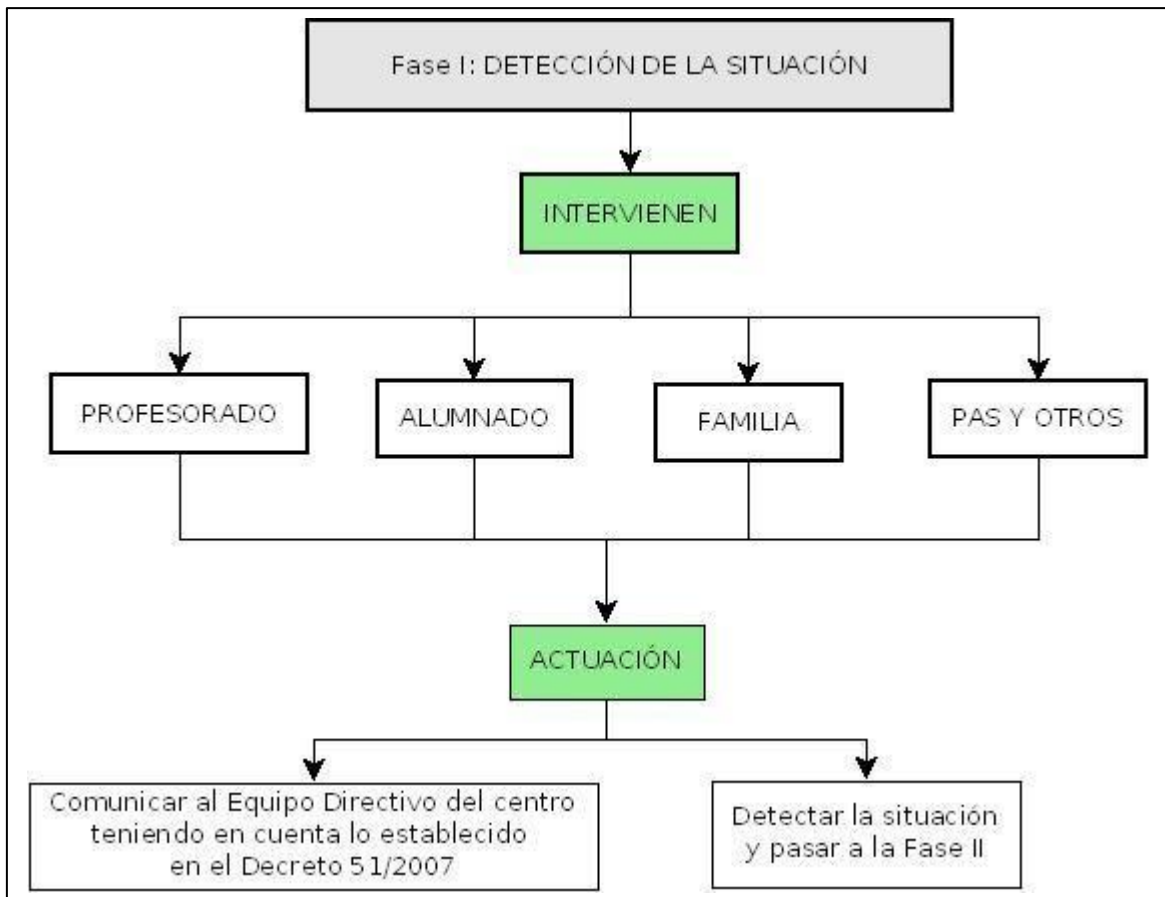 Fase I: DETECCIÓN DE LA SITUACIÓN
INTERVIENEN
PROFESORADO
ALUMNADO
FAMILIA
PAS Y OTROS
ACTUACIÓN
Comunicar al Equipo Directivo del centro
teniendo en cuenta lo establecido
en el Decreto 51/2007
Detectar la situación
y pasar a la Fase II